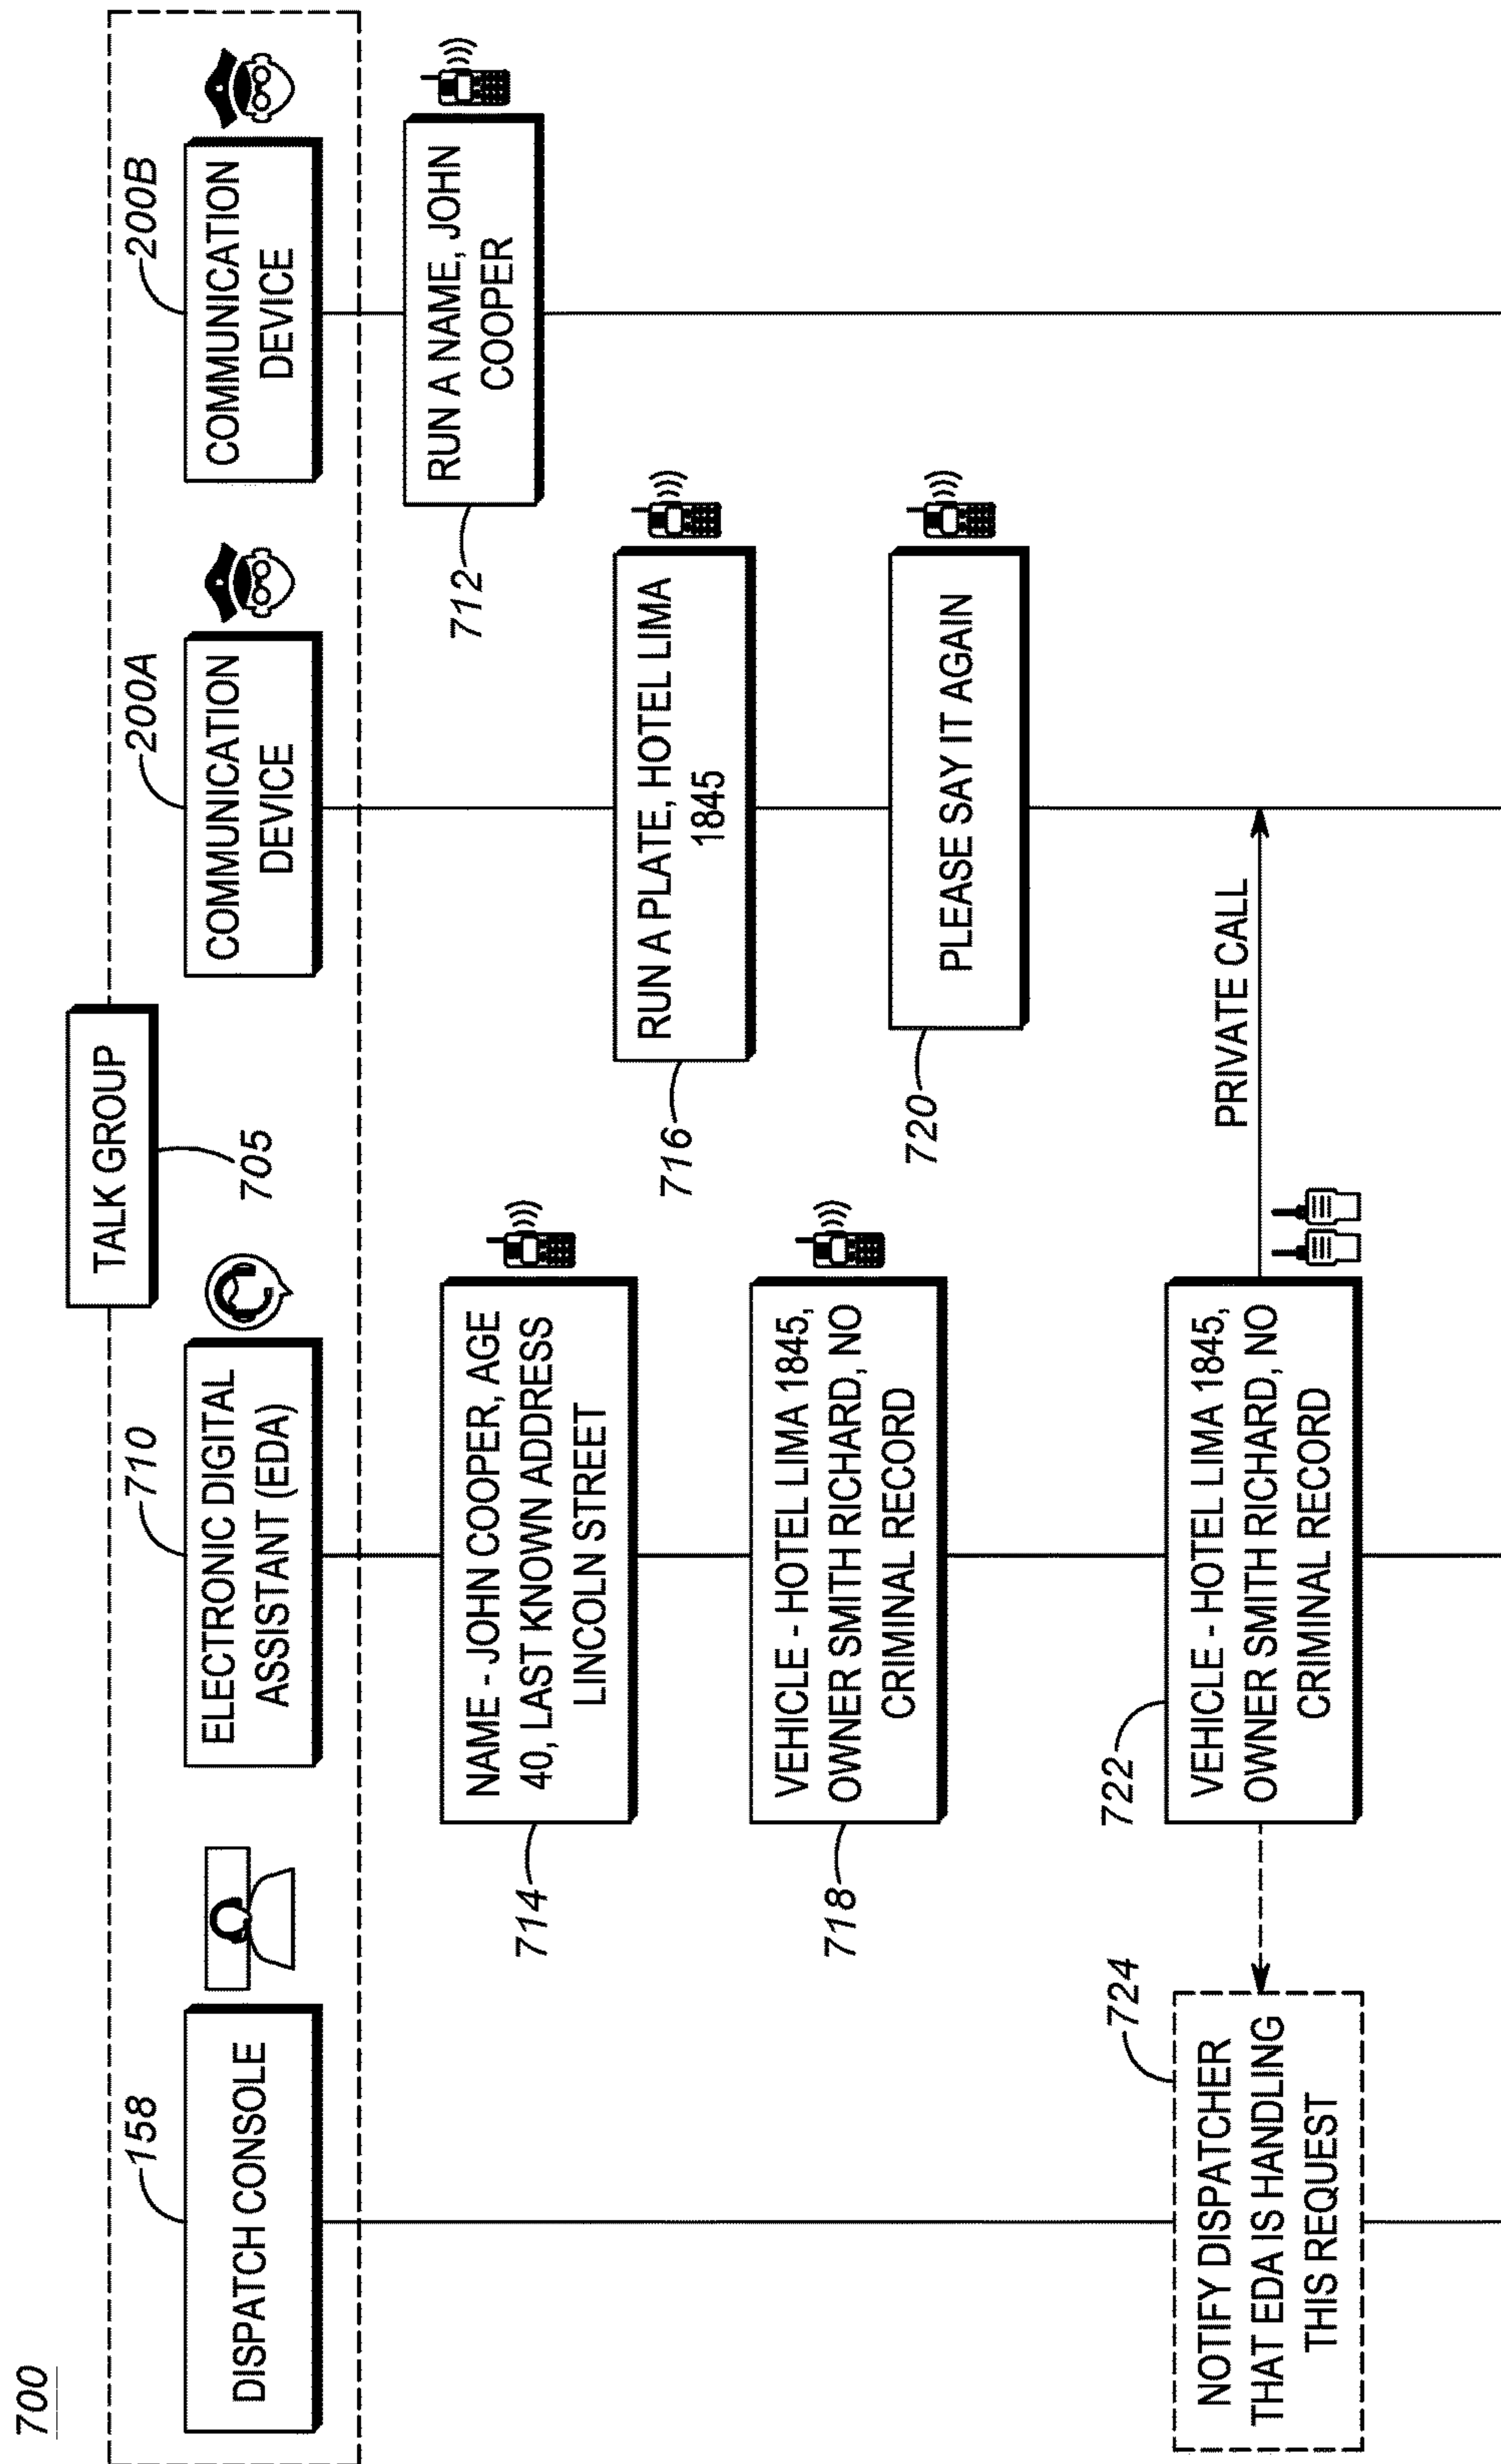 700
TALK GROUP
705
158
DISPATCH CONSOLE
710
ELECTRONIC DIGITAL
ASSISTANT (EDA)
200A
COMMUNICATION
DEVICE
200B
COMMUNICATION
DEVICE
712
RUN A NAME, JOHN
COOPER
714
NAME - JOHN COOPER, AGE
40, LAST KNOWN ADDRESS
LINCOLN STREET
716
RUN A PLATE, HOTEL LIMA
1845
718
VEHICLE - HOTEL LIMA 1845,
OWNER SMITH RICHARD, NO
CRIMINAL RECORD
720
PLEASE SAY IT AGAIN
722
VEHICLE - HOTEL LIMA 1845,
OWNER SMITH RICHARD, NO
CRIMINAL RECORD
PRIVATE CALL
724
NOTIFY DISPATCHER
THAT EDA IS HANDLING
THIS REQUEST